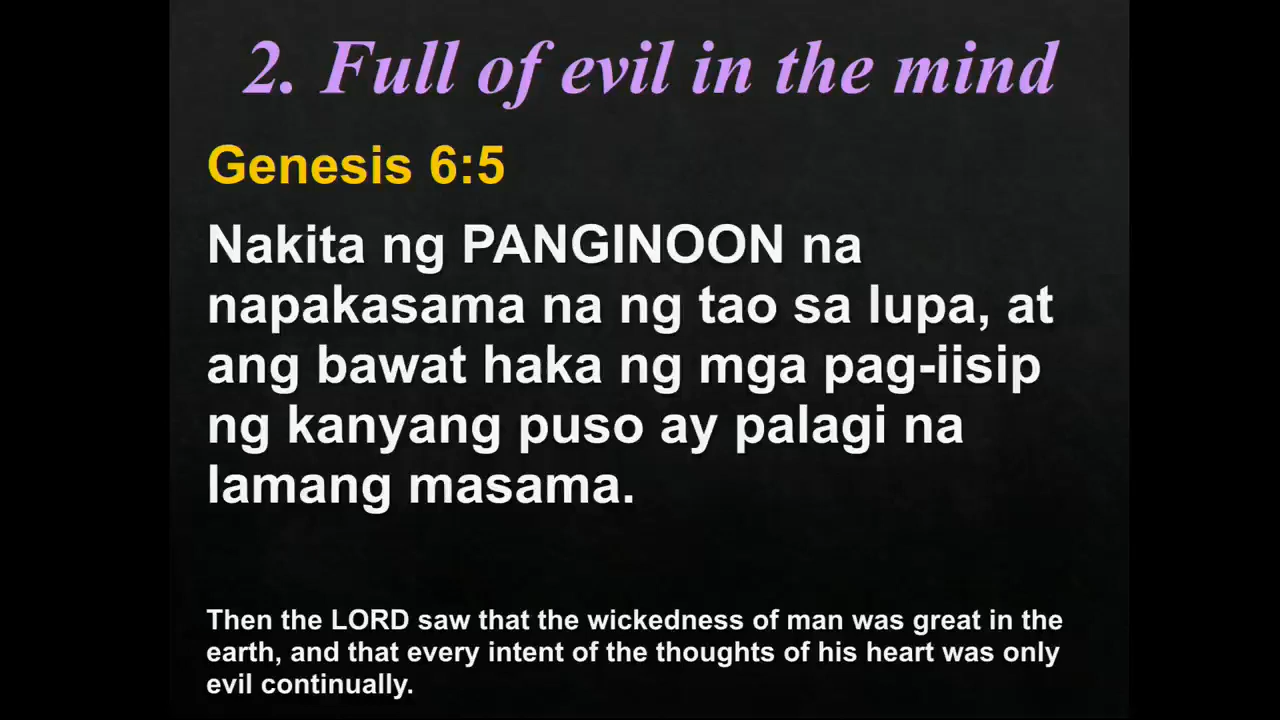 2. Full of evil in the mind
Genesis 6:5
Nakita ng PANGINOON na
napakasama na ng tao sa lupa, at
ang bawat haka ng mga pag-iisip
ng kanyang puso ay palagi na
lamang masama.
Then the LORD saw that the wickedness of man was great in the
earth, and that every intent of the thoughts of his heart was only
evil continually.